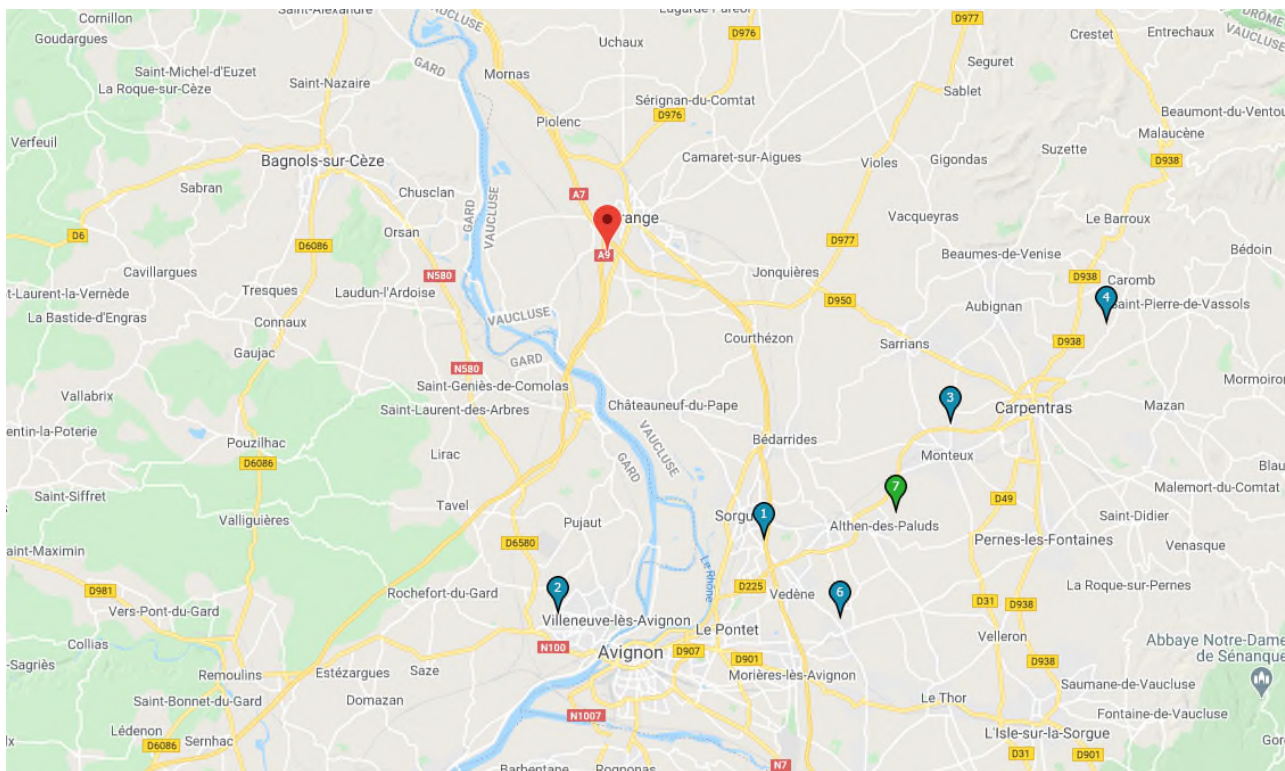 Cornillon
Saint-Alexandre
VAUCLUSE
Lagarde-Paréol
D977
DRÔME
VAUCLUSE
Goudargues
Uchaux
D976
Crestet
Entrechaux
GARD
Saint-Michel-d'Euzet
Seguret
La Roque-sur-Cèze
Saint-Nazaire
Mornas
Sablet
Sérignan-du-Comtat
Beaumont-du-Ventou
D976
Piolenc
Malaucène
Verfeuil
Suzette
Bagnols-sur-Cèze
Camaret-sur-Aigues
Violes
Gigondas
D938
Sabran
Chusclan
A7
GARD
VAUCLUSE
range
Vacqueyras
Le Barroux
D6
Orsan
D977
D6086
A9
Beaumes-de-Venise
Bédoin
Cavillargues
N580
Jonquières
D938
Caromb
t-Laurent-la-Vernède
Tresques
Laudun-l'Ardoise
D950
4
Saint-Pierre-de-Vassols
La Bastide-d'Engras
Connaux
VAUCLUSE
Aubignan
Courthézon
Sarrians
D938
Gaujac
GARD
N580
Saint-Geniès-de-Comolas
Mormoiron
Vallabrix
3
Châteauneuf-du-Pape
Carpentras
Mazan
Saint-Laurent-des-Arbres
entin-la-Poterie
Pouzilhac
VAUCLUSE
Bédarrides
Lirac
GARD
Monteux
D6086
Blau
7
Malemort-du-Comtat
Saint-Siffret
Tavel
D49
Valliguières
Pujaut
Sorgu
1
Althen-des-Paluds
Saint-Didier
Pernes-les-Fontaines
D6580
Venasque
aint-Maximin
Le Rhône
D981
Rochefort-du-Gard
2
D225
Vedène
6
La Roque-sur-Pernes
Vers-Pont-du-Gard
D31
D938
Villeneuve-lès-Avignon
Le Pontet
Collias
Velleron
Abbaye Notre-Dame
de Sénanque
N100
Avignon
D907
-Sagriès
D901
D938
Remoulins
Estézargues
Saze
Morières-lès-Avignon
Saumane-de-Vaucluse
Saint-Bonnet-du-Gard
Domazan
Le Thor
N1007
Fontaine-de-Vaucluse
Lédenon
L'Isle-sur-la-Sorgue
D6086
Sernhac
D31
D901
Gor
N7
Barbentane
Rognonas